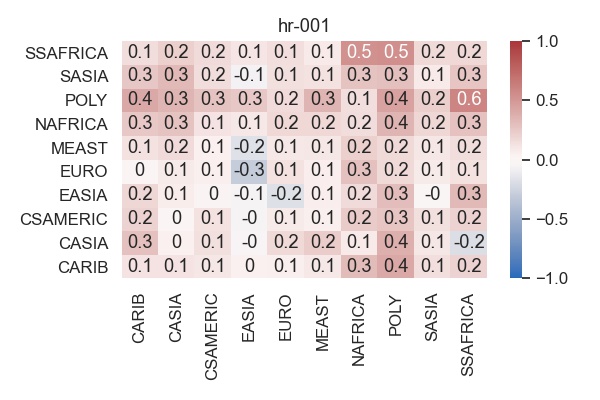 hr-001
SSAFRICA 0.1 0.2 0.2 0.1 0.1 0.1 0.5 0.5 0.2 0.2
SASIA 0.3 0.3 0.2 -0.1 0.1 0.1 0.3 0.3 0.1 0.3
POLY 0.4 0.3 0.3 0.3 0.2 0.3 0.1 0.4 0.2 0.6
NAFRICA 0.3 0.3 0.1 0.1 0.2 0.2 0.2 0.4 0.2 0.3
MEAST 0.1 0.2 0.1 -0.2 0.1 0.1 0.2 0.2 0.1 0.2
EURO 0 0.1 0.1 -0.3 0.1 0.1 0.3 0.2 0.1 0.1
EASIA 0.2 0.1 0 -0.1 -0.2 0.1 0.2 0.3 -0 0.3
CSAMERIC 0.2 0 0.1 -0 0.1 0.1 0.2 0.3 0.1 0.2
CASIA 0.3 0 0.1 -0 0.2 0.2 0.1 0.4 0.1 -0.2
CARIB 0.1 0.1 0.1 0 0.1 0.1 0.3 0.4 0.1 0.2
CARIB CASIA CSAMERIC EASIA EURO MEAST NAFRICA POLY SASIA SSAFRICA
1.0
0.5
0.0
−0.5
−1.0